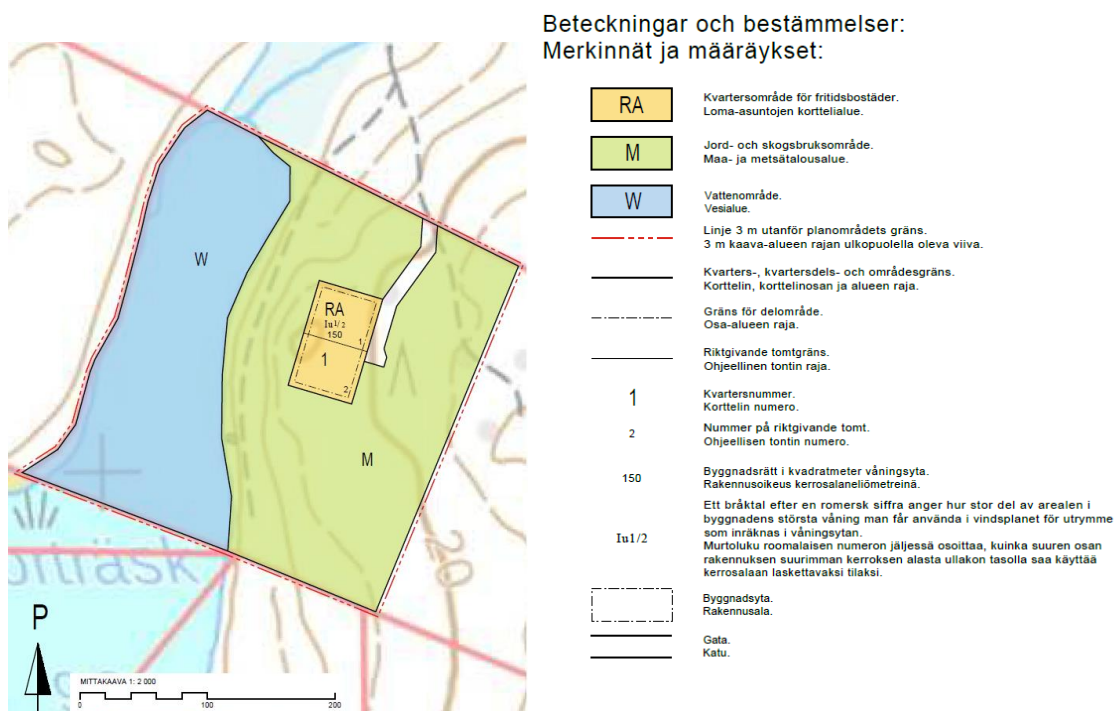 Beteckningar och bestämmelser:
Merkinnät ja määräykset:
RA
Kvartersområde för fritidsbostäder.
Loma-asuntojen korttelialue.
M
Jord- och skogsbruksområde.
Maa- ja metsätalousalue.
W
Vattenområde.
Vesialue.
Linje 3 m utanför planområdets gräns.
3 m kaava-alueen rajan ulkopuolella oleva viiva.
Kvarters-, kvartersdels- och områdesgräns.
Korttelin, korttelinosan ja alueen raja.
Gräns för delområde.
Osa-alueen raja.
Riktgivande tomtgräns.
Ohjeellinen tontin raja.
1
Kvartersnummer.
Korttelin numero.
2
Nummer på riktgivande tomt.
Ohjeellisen tontin numero.
150
Byggnadsrätt i kvadratmeter våningsyta.
Rakennusoikeus kerrosalaneliömetreinä.
Iu1/2
Ett bråktal efter en romersk siffra anger hur stor del av arealen i
byggnadens största våning man får använda i vindsplanet för utrymme
som inräknas i våningsytan.
Murtoluku roomalaisen numeron jäljessä osoittaa, kuinka suuren osan
rakennuksen suurimman kerroksen alasta ullakon tasolla saa käyttää
kerrosalaan laskettavaksi tilaksi.
Byggnadsyta.
Rakennusala.
Gata.
Katu.
W
RA
Iu1/2
150
1
1
2
M
20
träsk
P
MITTAKAAVA 1: 2 000
0 100 200